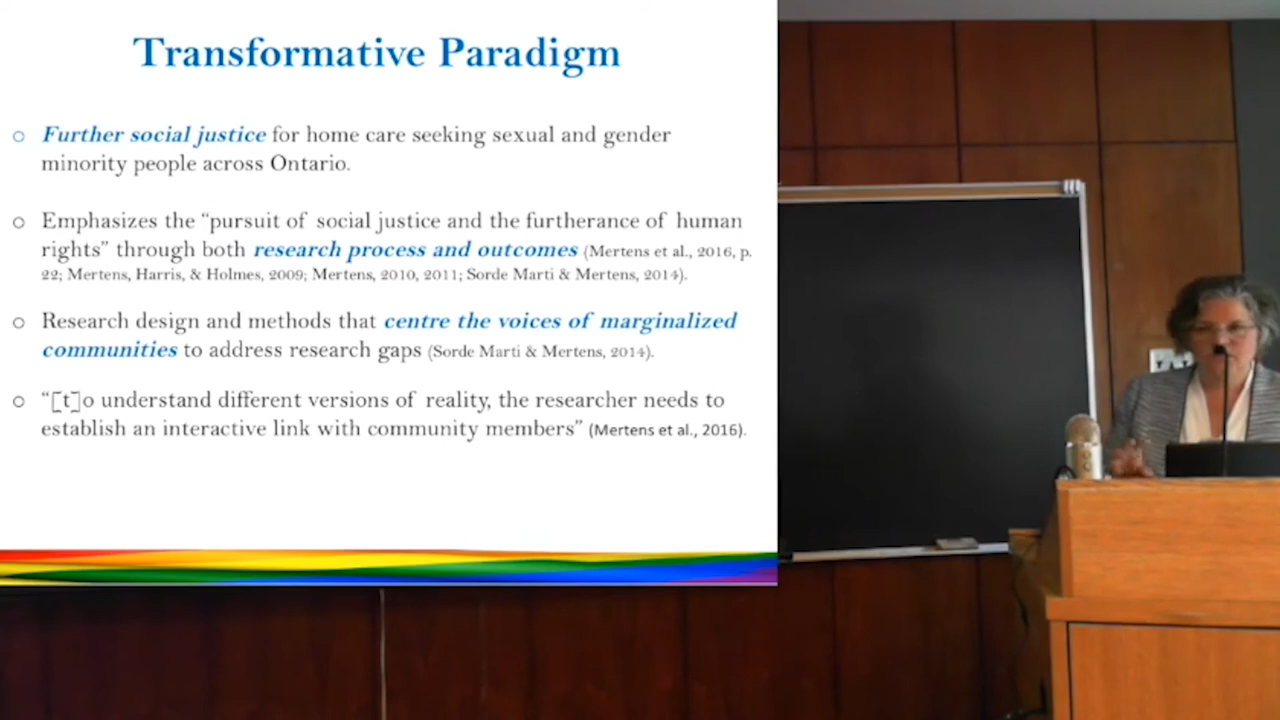 Transformative Paradigm
Further social justice for home care seeking sexual and gender
minority people across Ontario.
Emphasizes the “pursuit of social justice and the furtherance of human
rights” through both research process and outcomes (Mertens et al., 2016, p.
22; Mertens, Harris, & Holmes, 2009; Mertens, 2010, 2011; Sorde Marti & Mertens, 2014).
Research design and methods that centre the voices of marginalized
communities to address research gaps (Sorde Marti & Mertens, 2014).
“[t]o understand different versions of reality, the researcher needs to
establish an interactive link with community members” (Mertens et al., 2016).